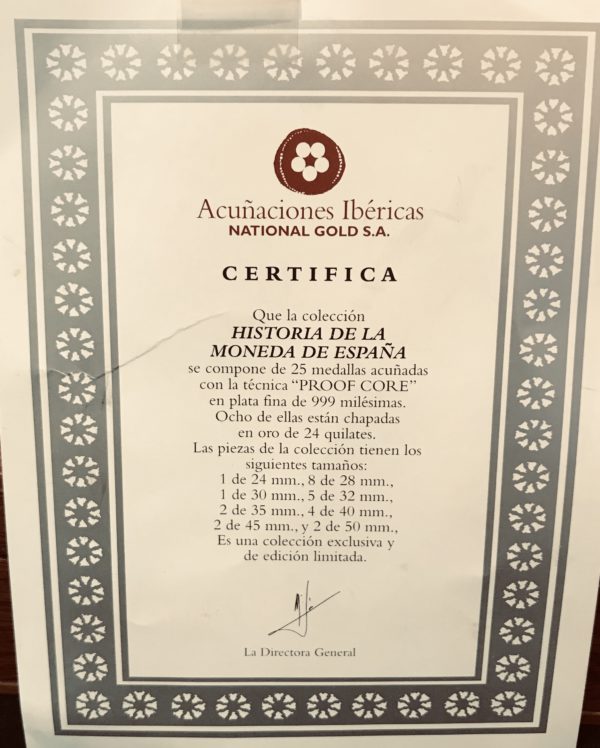 Acuñaciones Ibéricas
NATIONAL GOLD S.A.
CERTIFICA
Que la colección
HISTORIA DE LA
MONEDA DE ESPAÑA
se compone de 25 medallas acuñadas
con la técnica “PROOF CORE”
en plata fina de 999 milésimas.
Ocho de ellas están chapadas
en oro de 24 quilates.
Las piezas de la colección tienen los
siguientes tamaños:
1 de 24 mm., 8 de 28 mm.,
1 de 30 mm., 5 de 32 mm.,
2 de 35 mm., 4 de 40 mm.,
2 de 45 mm., y 2 de 50 mm.,
Es una colección exclusiva y
de edición limitada.
La Directora General